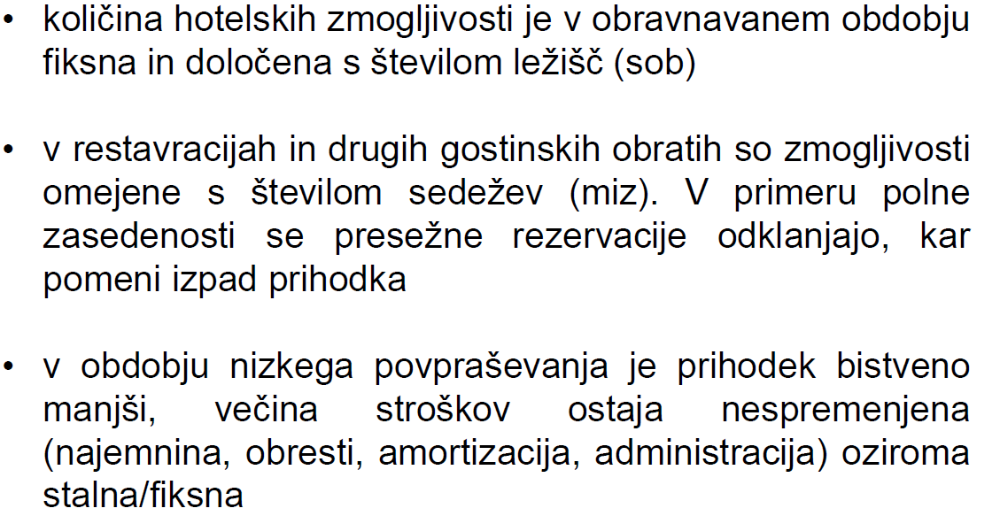 • količina hotelskih zmogljivosti je v obravnavanem obdobju
fiksna in določena s številom ležišč (sob)
• v restavracijah in drugih gostinskih obratih so zmogljivosti
omejene s številom sedežev (miz). V primeru polne
zasedenosti se presežne rezervacije odklanjajo, kar
pomeni izpad prihodka
• v obdobju nizkega povpraševanja je prihodek bistveno
manjši, večina stroškov ostaja nespremenjena
(najemnina, obresti, amortizacija, administracija) oziroma
stalna/fiksna